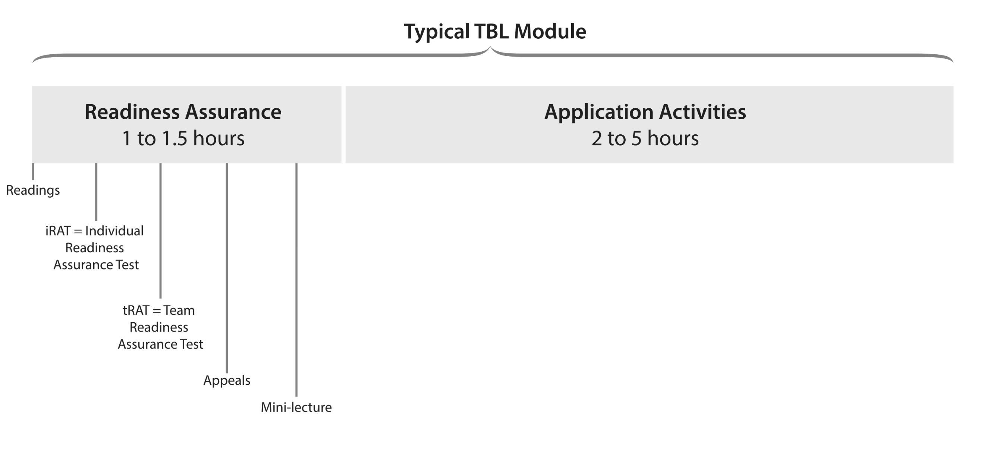 Typical TBL Module
Readiness Assurance
1 to 1.5 hours
Application Activities
2 to 5 hours
Readings
iRAT = Individual
Readiness
Assurance Test
tRAT = Team
Readiness
Assurance Test
Appeals
Mini-lecture